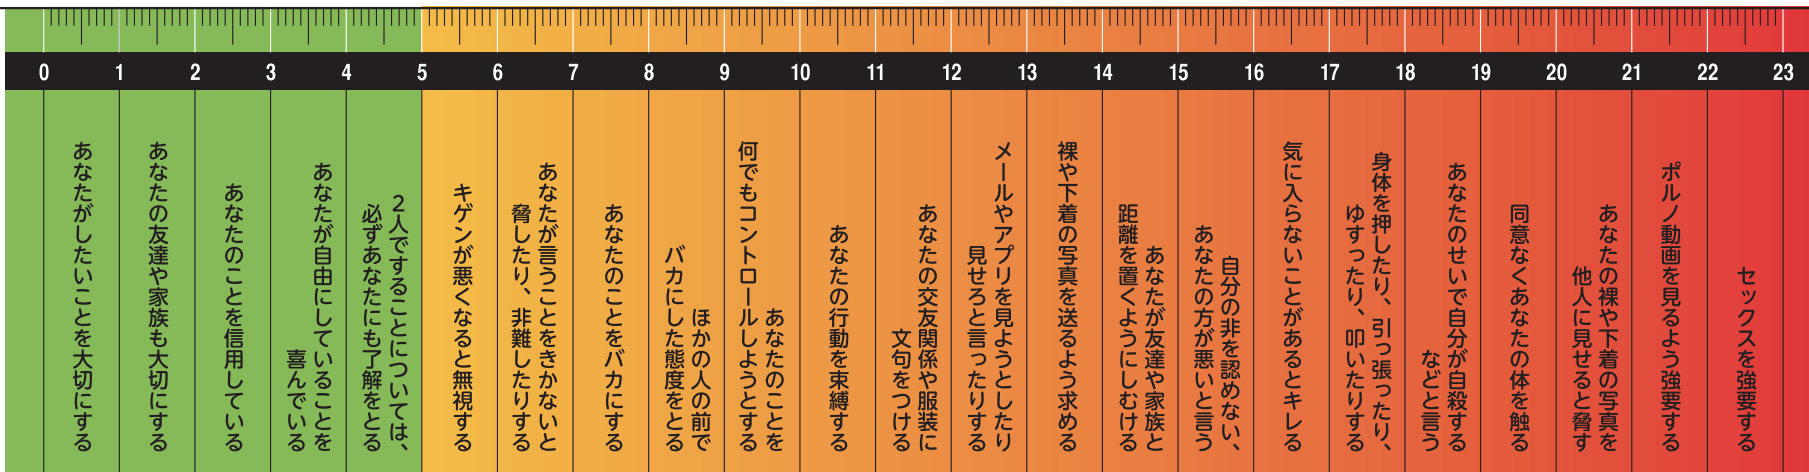 0 1 2 3 4 5 6 7 8 9 10 11 12 13 14 15 16 17 18 19 20 21 22 23
あなたがしたいことを大切にする
あなたの友達や家族も大切にする
あなたのことを信用している
あなたが自由にしていることを
喜んでいる
2人ですることについては、
必ずあなたにも了解をとる
キゲンが悪くなると無視する
あなたが言うことをきかないと
脅したり、非難したりする
あなたのことをバカにする
ほかの人の前で
バカにした態度をとる
あなたのことを
何でもコントロールしようとする
あなたの行動を束縛する
あなたの交友関係や服装に
文句をつける
メールやアプリを見ようとしたり
見せろと言ったりする
裸や下着の写真を送るよう求める
あなたが友達や家族と
距離を置くようにしむける
自分の非を認めない、
あなたの方が悪いと言う
気に入らないことがあるとキレる
身体を押したり、引っ張ったり、
ゆすったり、叩いたりする
あなたのせいで自分が自殺する
などと言う
同意なくあなたの体を触る
あなたの裸や下着の写真を
他人に見せると脅す
ポルノ動画を見るよう強要する
セックスを強要する